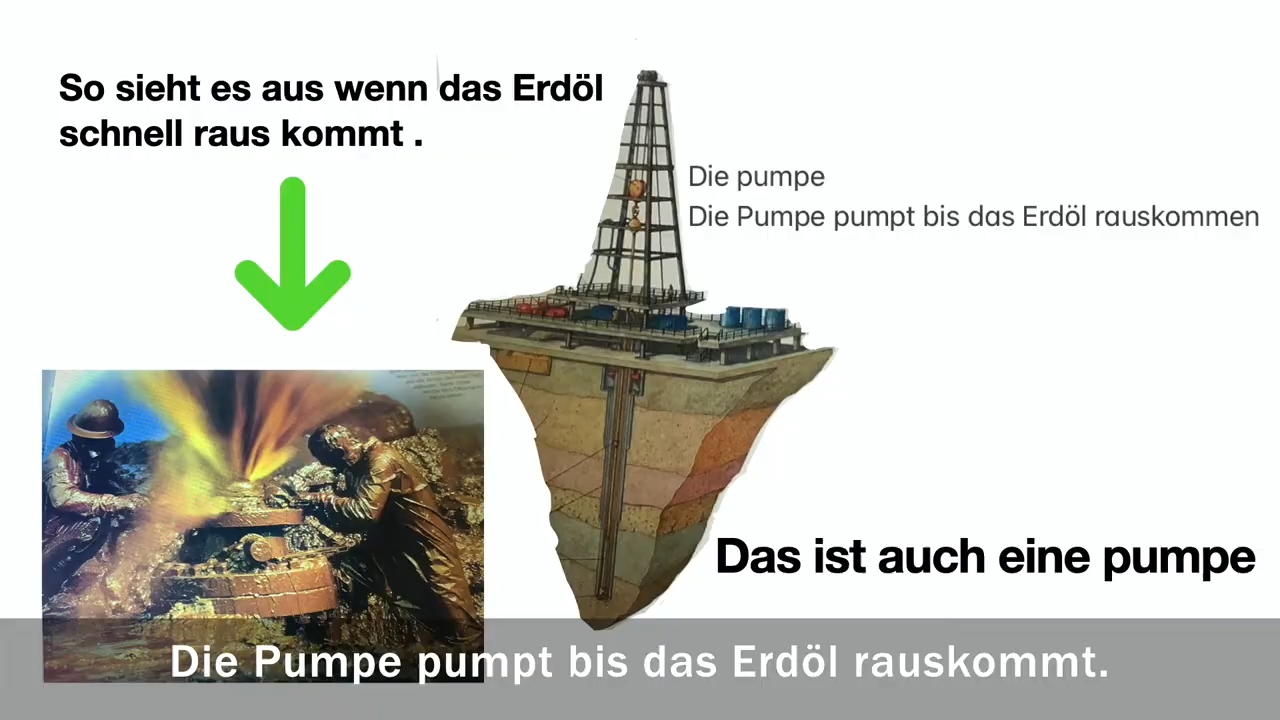 So sieht es aus wenn das Erdöl
schnell raus kommt .
Die pumpe
Die Pumpe pumpt bis das Erdöl rauskommen
Das ist auch eine pumpe
Die Pumpe pumpt bis das Erdöl rauskommt.